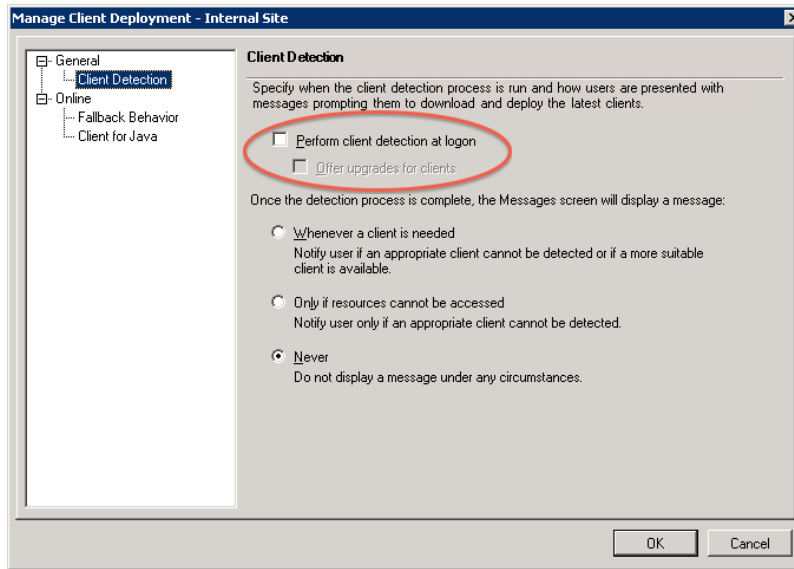 Manage Client Deployment - Internal Site
General
Client Detection
Online
Fallback Behavior
Client for Java
Client Detection
Specify when the client detection process is run and how users are presented with
messages prompting them to download and deploy the latest clients.
Perform client detection at logon
Offer upgrades for clients
Once the detection process is complete, the Messages screen will display a message:
Whenever a client is needed
Notify user if an appropriate client cannot be detected or if a more suitable
client is available.
Only if resources cannot be accessed
Notify user only if an appropriate client cannot be detected.
Never
Do not display a message under any circumstances.
OK
Cancel